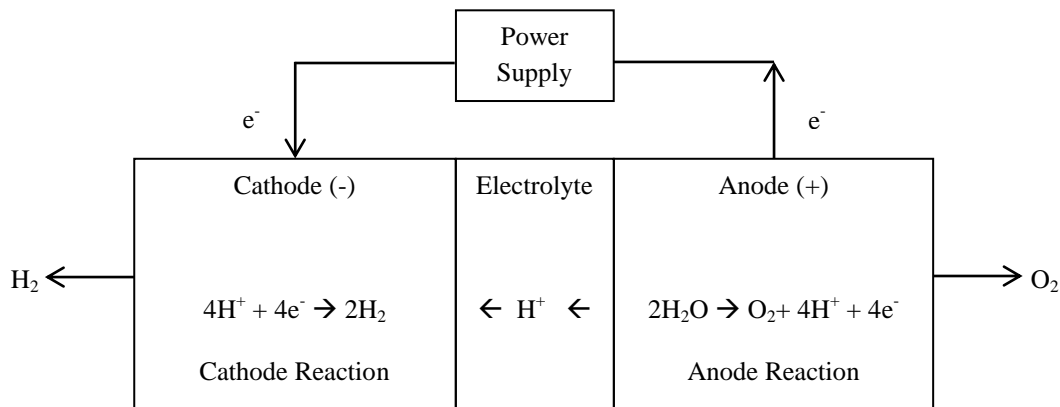 Power
Supply
e⁻
e⁻
Cathode (-)
Electrolyte
Anode (+)
H₂
O₂
4H⁺ + 4e⁻ → 2H₂
← H⁺ ←
2H₂O → O₂+ 4H⁺ + 4e⁻
Cathode Reaction
Anode Reaction